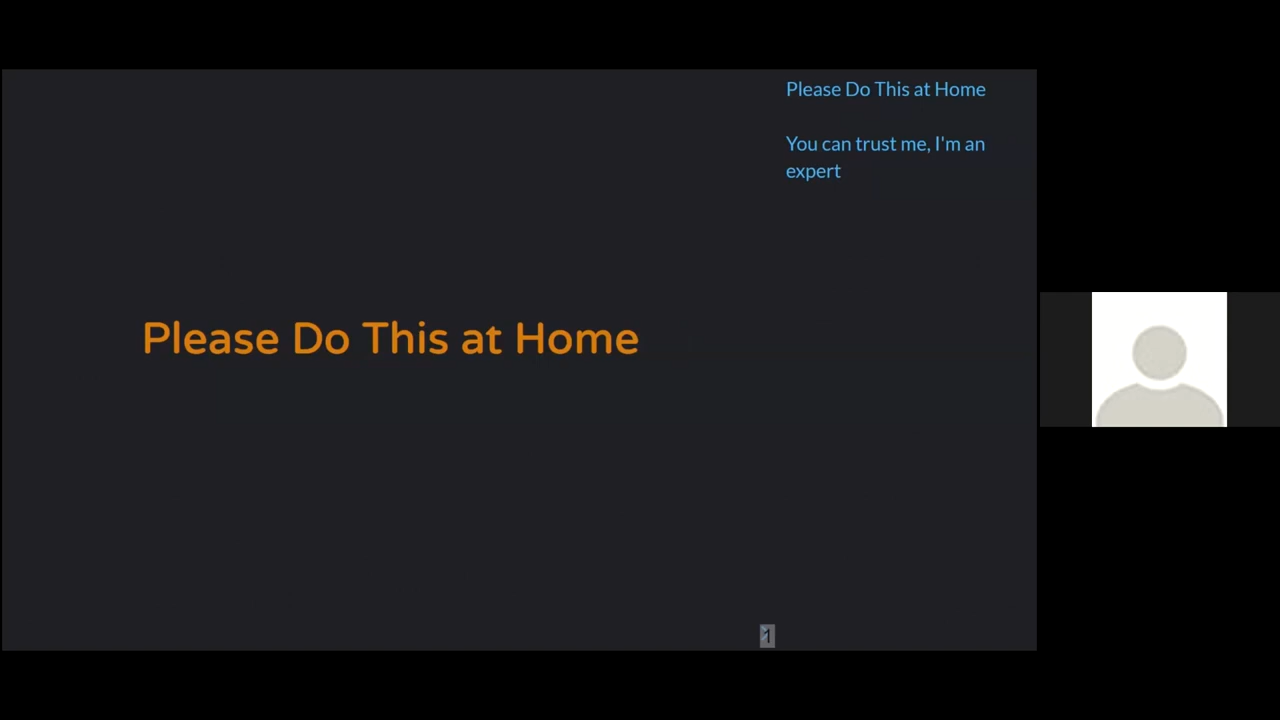 Please Do This at Home
Please Do This at Home
You can trust me, I'm an
expert
1